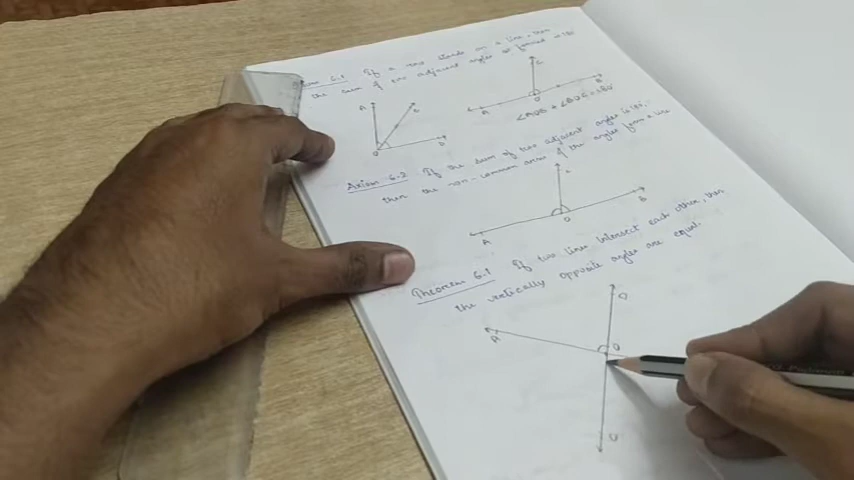 Axiom 6.1 If a ray stands on a line, then
the sum of two adjacent angles so formed is 180
A
C
O
B
C
A
O
B
∠AOB + ∠BOC = 180
Axiom 6.2 If the sum of two adjacent angles is 180,
then the non-common arms of the angles form a line
C
A
O
B
Theorem 6.1 If two lines intersect each other, then
the vertically opposite angles are equal.
A
O